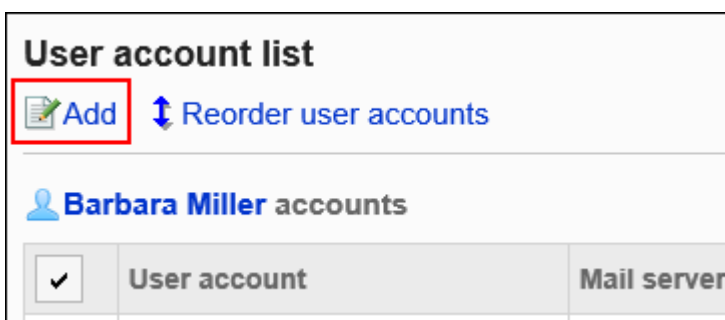 User account list
Add Reorder user accounts
Barbara Miller accounts
User account Mail server